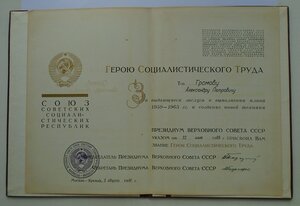 СОЮЗ
СОВЕТСКИХ
СОЦИАЛИ-
СТИЧЕСКИХ
РЕСПУБЛИК
ГЕРОЮ СОЦИАЛИСТИЧЕСКОГО ТРУДА
Тов. Громову
Александру Петровичу
За выдающиеся заслуги в выполнении плана
1959-1965 гг. и создании новой техники
ПРЕЗИДИУМ ВЕРХОВНОГО СОВЕТА СССР
УКАЗОМ ОТ ПРИСВОИЛ ВАМ
ЗВАНИЕ ГЕРОЯ СОЦИАЛИСТИЧЕСКОГО ТРУДА.
ПРЕДСЕДАТЕЛЬ ПРЕЗИДИУМА ВЕРХОВНОГО СОВЕТА СССР
СЕКРЕТАРЬ ПРЕЗИДИУМА ВЕРХОВНОГО СОВЕТА СССР
Москва-Кремль